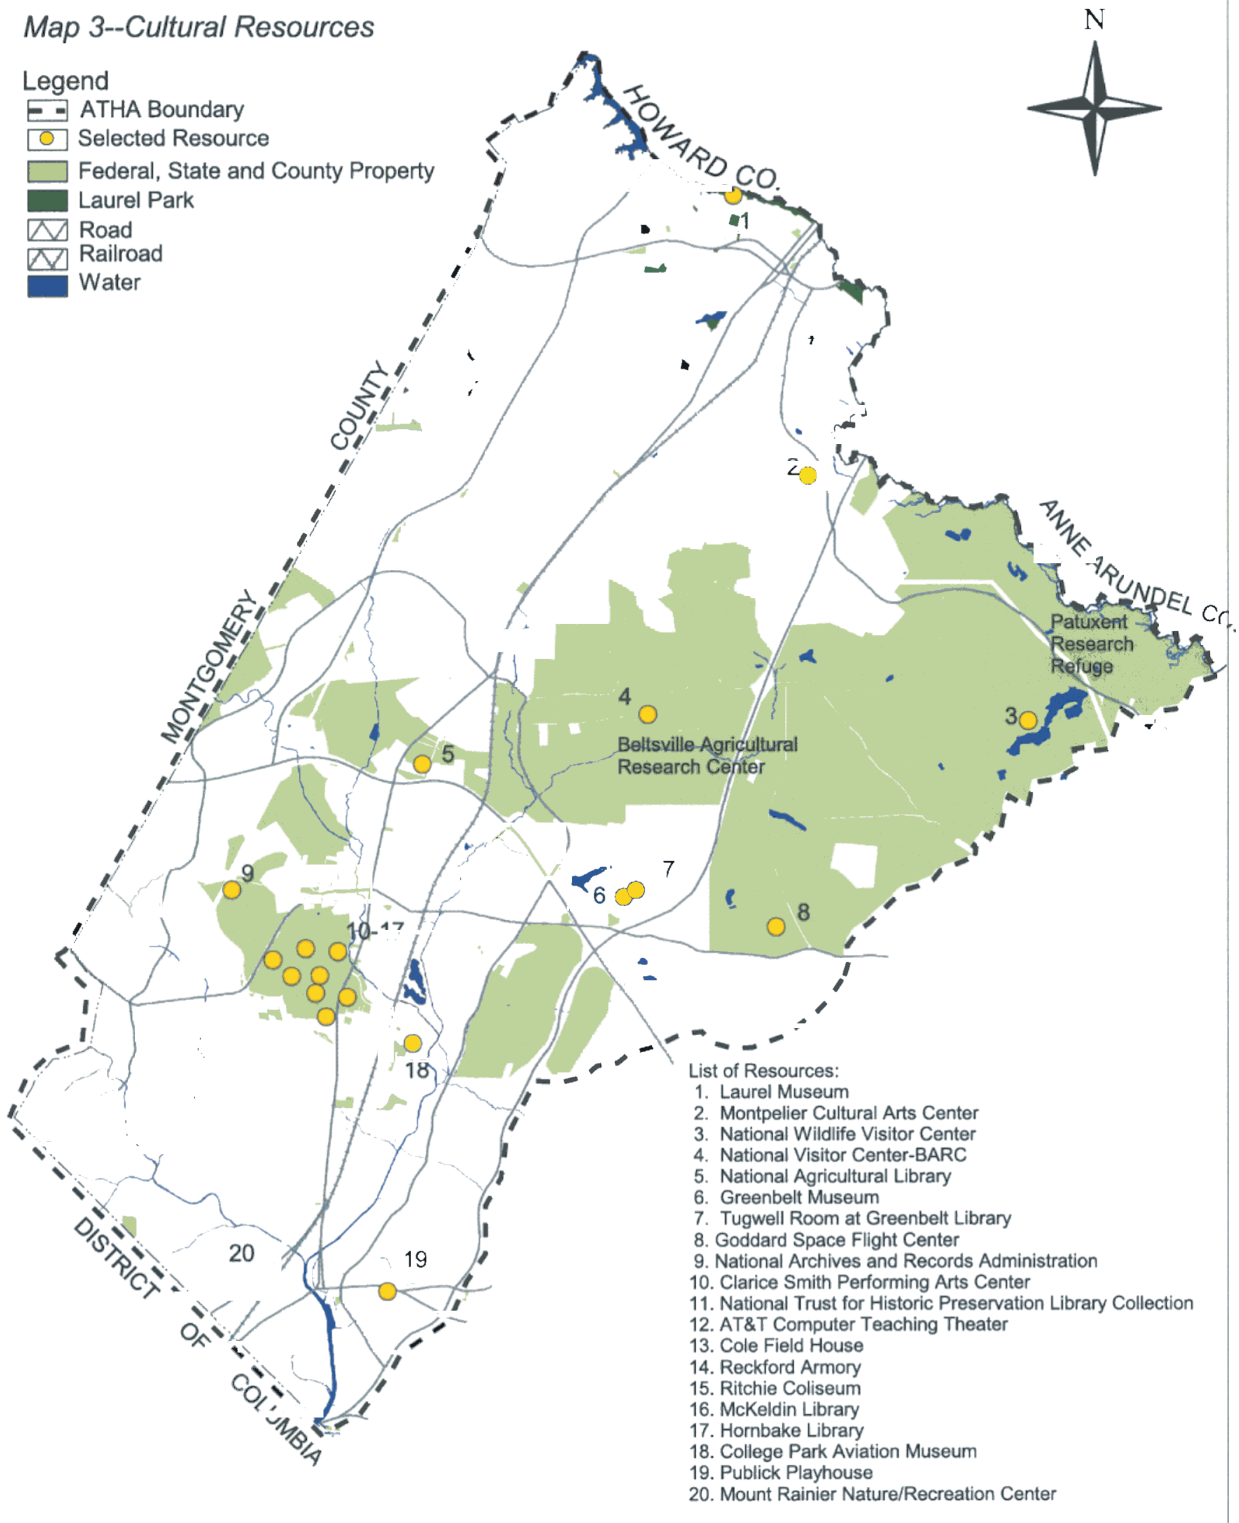 Map 3--Cultural Resources
N
Legend
ATHA Boundary
Selected Resource
Federal, State and County Property
Laurel Park
Road
Railroad
Water
HOWARD CO.
1
COUNTY
2
ANNE ARUNDEL CO.
MONTGOMERY
Patuxent
Research
Refuge
4
3
5
Beltsville Agricultural
Research Center
9
7
6
8
10-17
18
List of Resources:
1. Laurel Museum
2. Montpelier Cultural Arts Center
3. National Wildlife Visitor Center
4. National Visitor Center-BARC
5. National Agricultural Library
6. Greenbelt Museum
7. Tugwell Room at Greenbelt Library
8. Goddard Space Flight Center
9. National Archives and Records Administration
10. Clarice Smith Performing Arts Center
11. National Trust for Historic Preservation Library Collection
12. AT&T Computer Teaching Theater
13. Cole Field House
14. Reckford Armory
15. Ritchie Coliseum
16. McKeldin Library
17. Hornbake Library
18. College Park Aviation Museum
19. Publick Playhouse
20. Mount Rainier Nature/Recreation Center
20
19
DISTRICT
OF
COLUMBIA